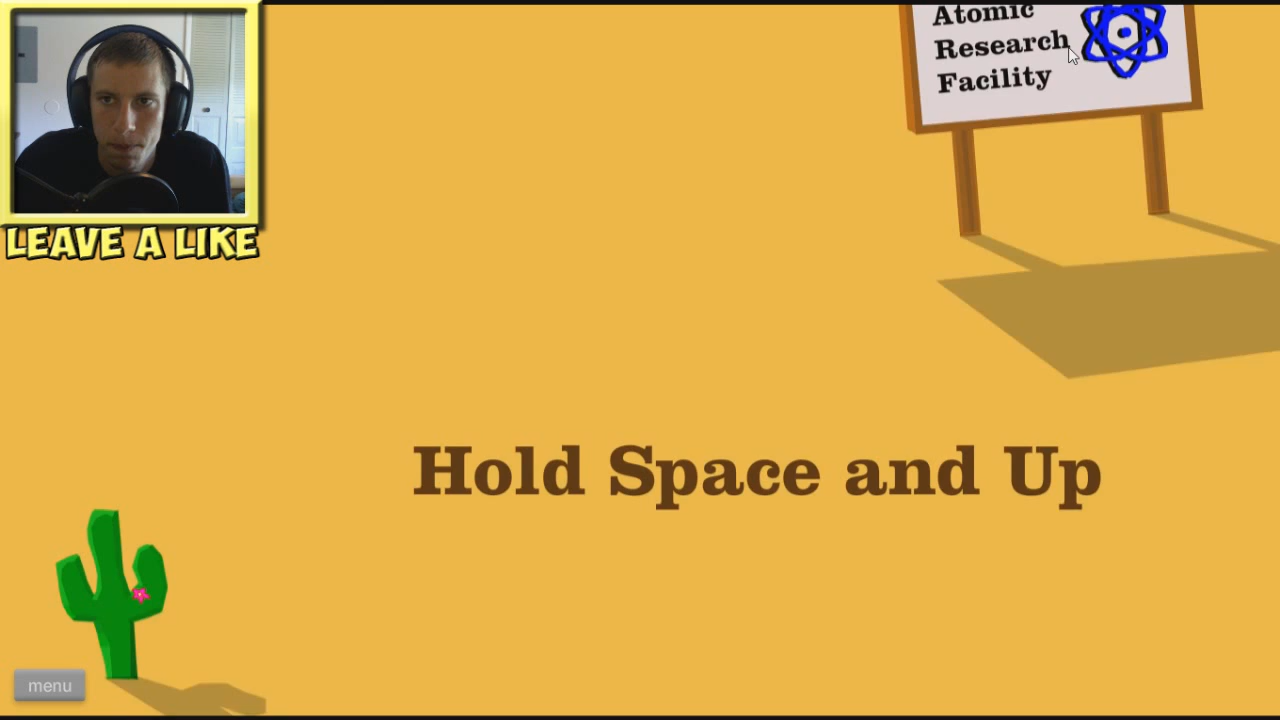 Atomic
Research
Facility
LEAVE A LIKE
Hold Space and Up
menu